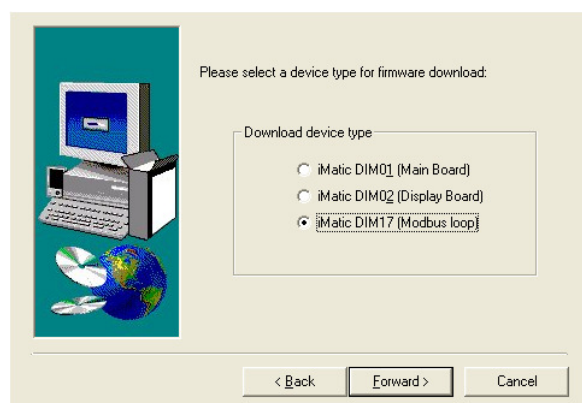 Please select a device type for firmware download:
Download device type
iMatic DIM01 (Main Board)
iMatic DIM02 (Display Board)
iMatic DIM17 (Modbus loop)
< Back
Forward >
Cancel